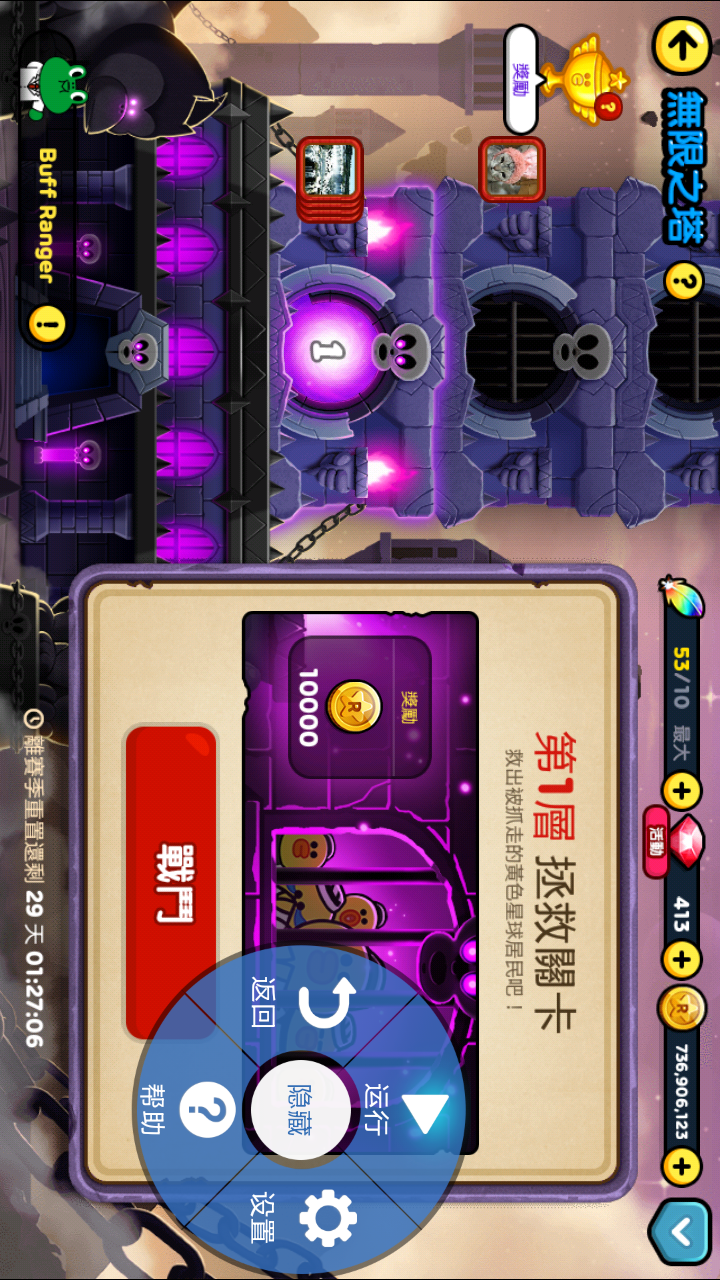 無限之塔
?
53/10 最大
413
活動
736,906,123
獎勵
?
1
第1層 拯救關卡
救出被抓走的黃色星球居民吧！
獎勵
R
10000
戰鬥
返回
运行
隐藏
?
帮助
设置
Buff Ranger
!
離賽季重置還剩 29 天 01:27:06